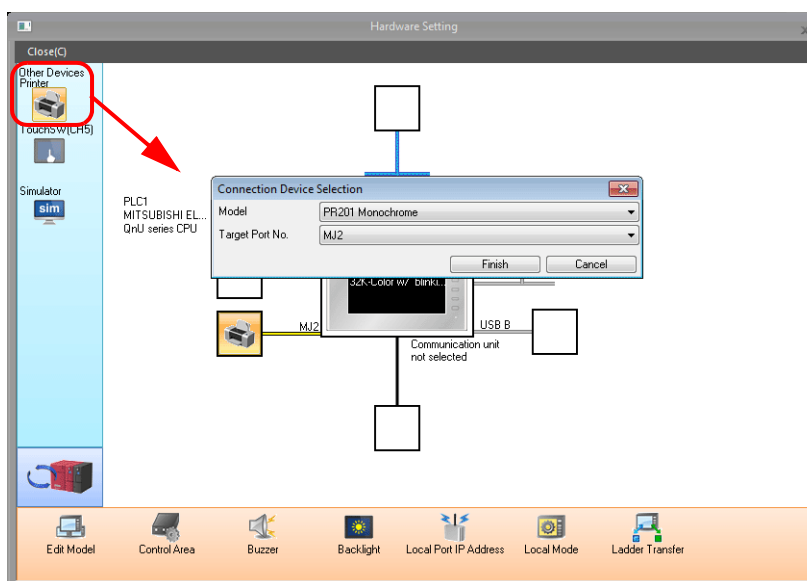 Hardware Setting
Close(C)
Other Devices
Printer
TouchSW(CH5)
Simulator
sim
PLC1
MITSUBISHI EL...
QnU series CPU
Connection Device Selection
Model
PR201 Monochrome
Target Port No.
MJ2
Finish
Cancel
32K-Color w/ blinki...
MJ2
USB B
Communication unit
not selected
Edit Model
Control Area
Buzzer
Backlight
Local Port IP Address
Local Mode
Ladder Transfer